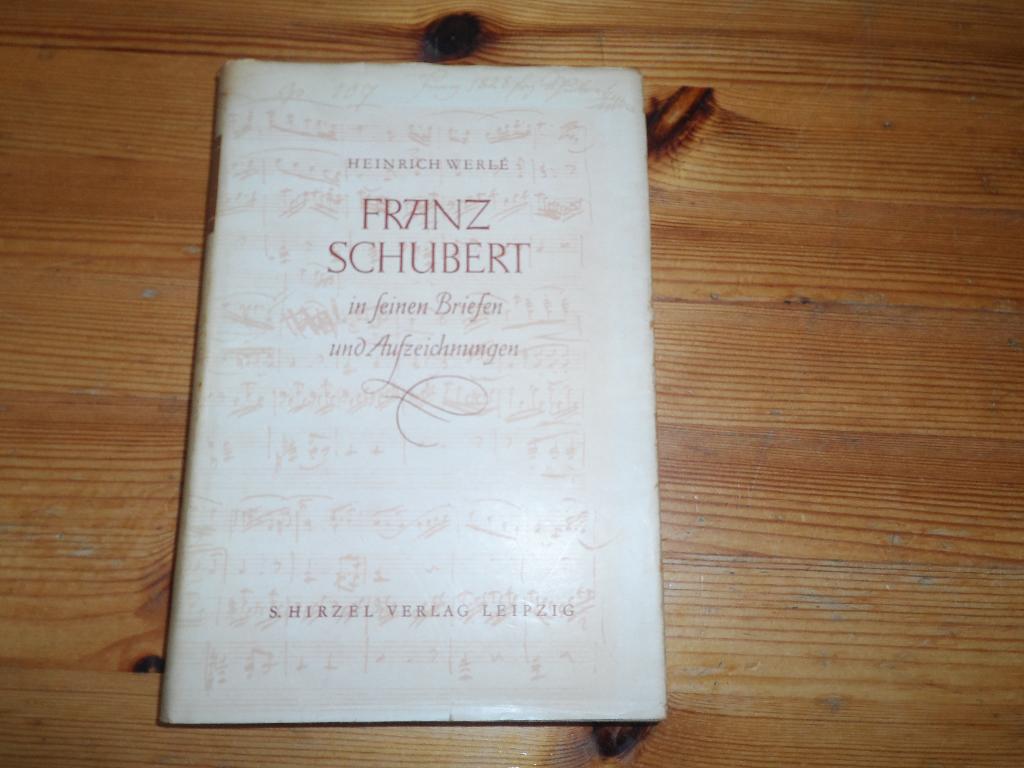 HEINRICH WERLÉ
FRANZ
SCHUBERT
in ſeinen Briefen
und Aufzeichnungen
S. HIRZEL VERLAG LEIPZIG